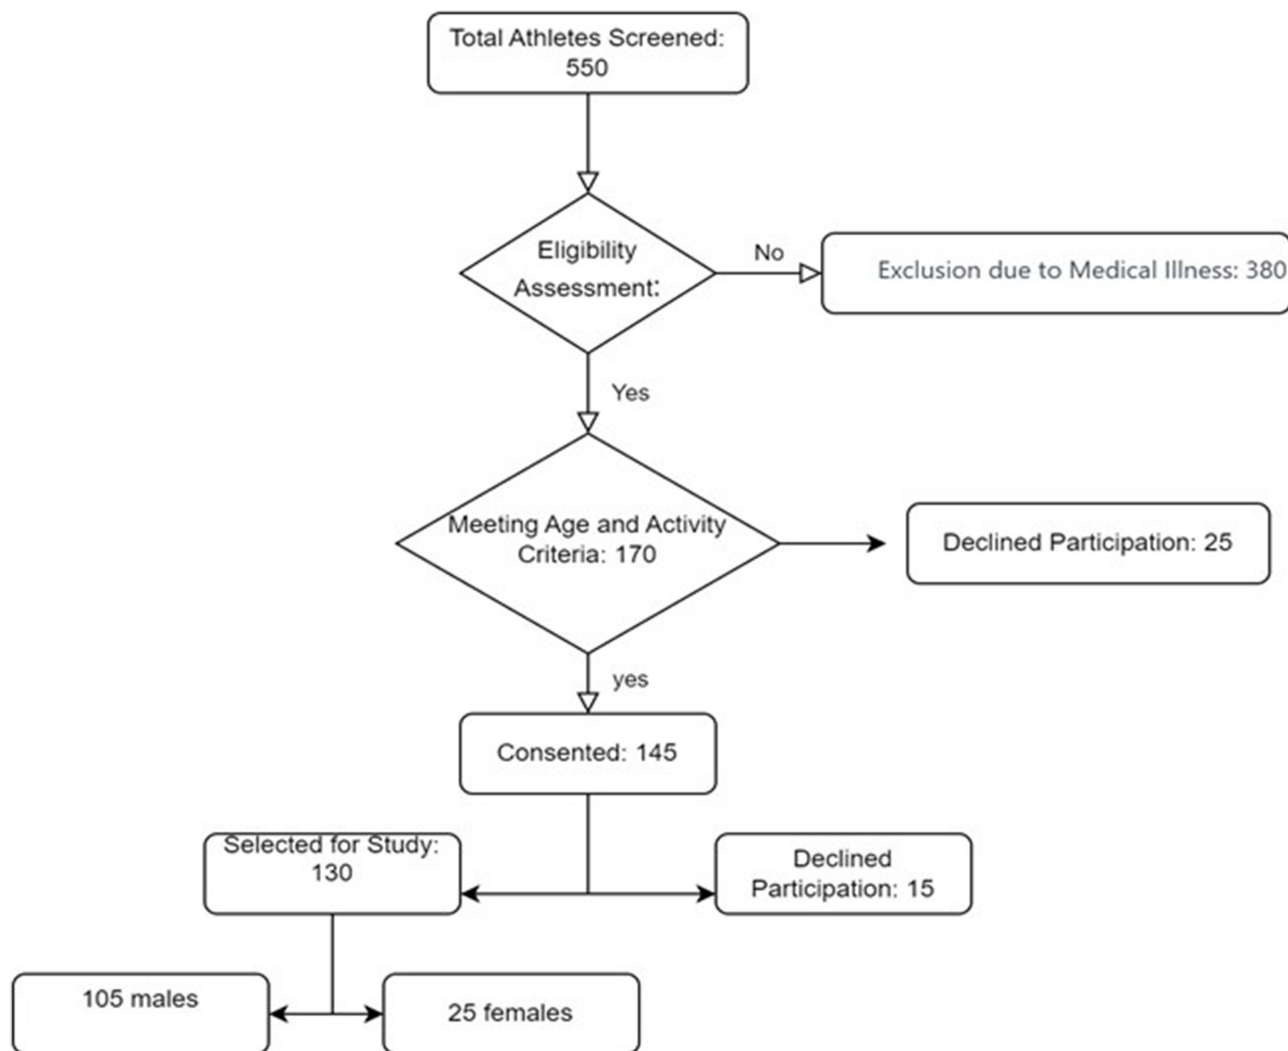 Total Athletes Screened:
550
Eligibility
Assessment:
No
Exclusion due to Medical Illness: 380
Yes
Meeting Age and Activity
Criteria: 170
Declined Participation: 25
yes
Consented: 145
Selected for Study:
130
Declined
Participation: 15
105 males
25 females